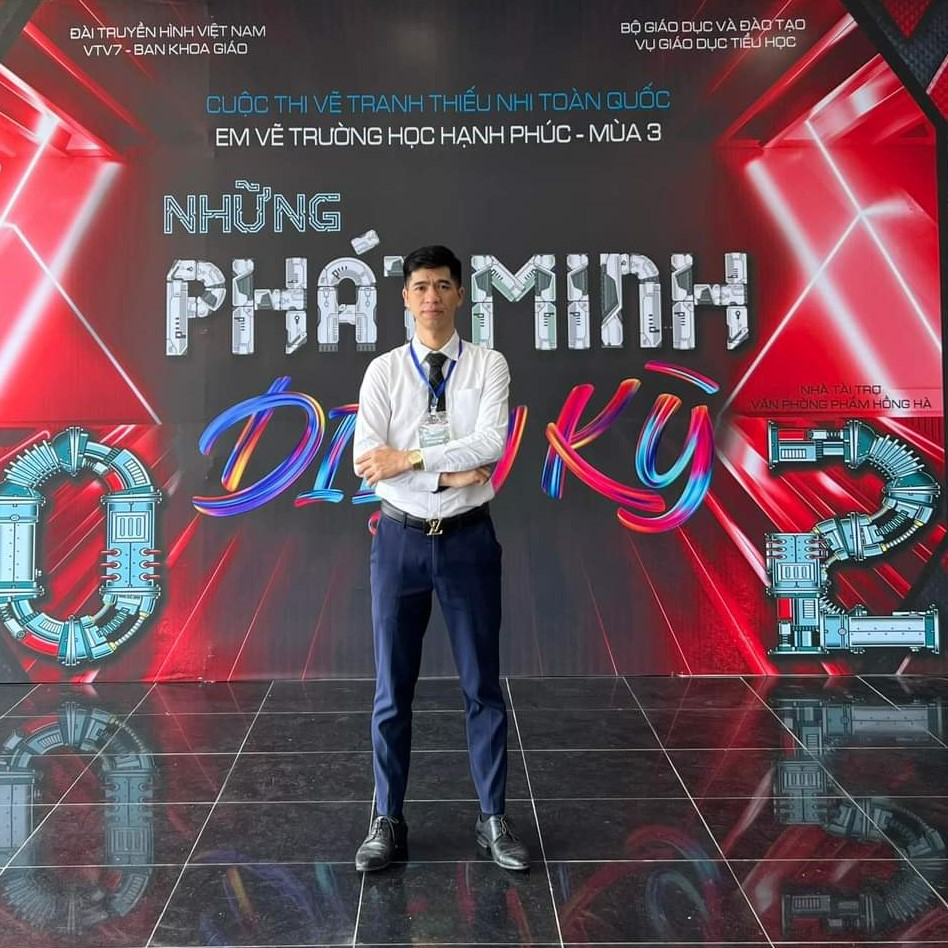 ĐÀI TRUYỀN HÌNH VIỆT NAM
VTV7 - BAN KHOA GIÁO
BỘ GIÁO DỤC VÀ ĐÀO TẠO
VỤ GIÁO DỤC TIỂU HỌC
CUỘC THI VẼ TRANH THIẾU NHI TOÀN QUỐC
EM VẼ TRƯỜNG HỌC HẠNH PHÚC - MÙA 3
NHỮNG
PHÁT MINH
DIỆU KỲ
NHÀ TÀI TRỢ
VĂN PHÒNG PHẨM HỒNG HÀ
0 2